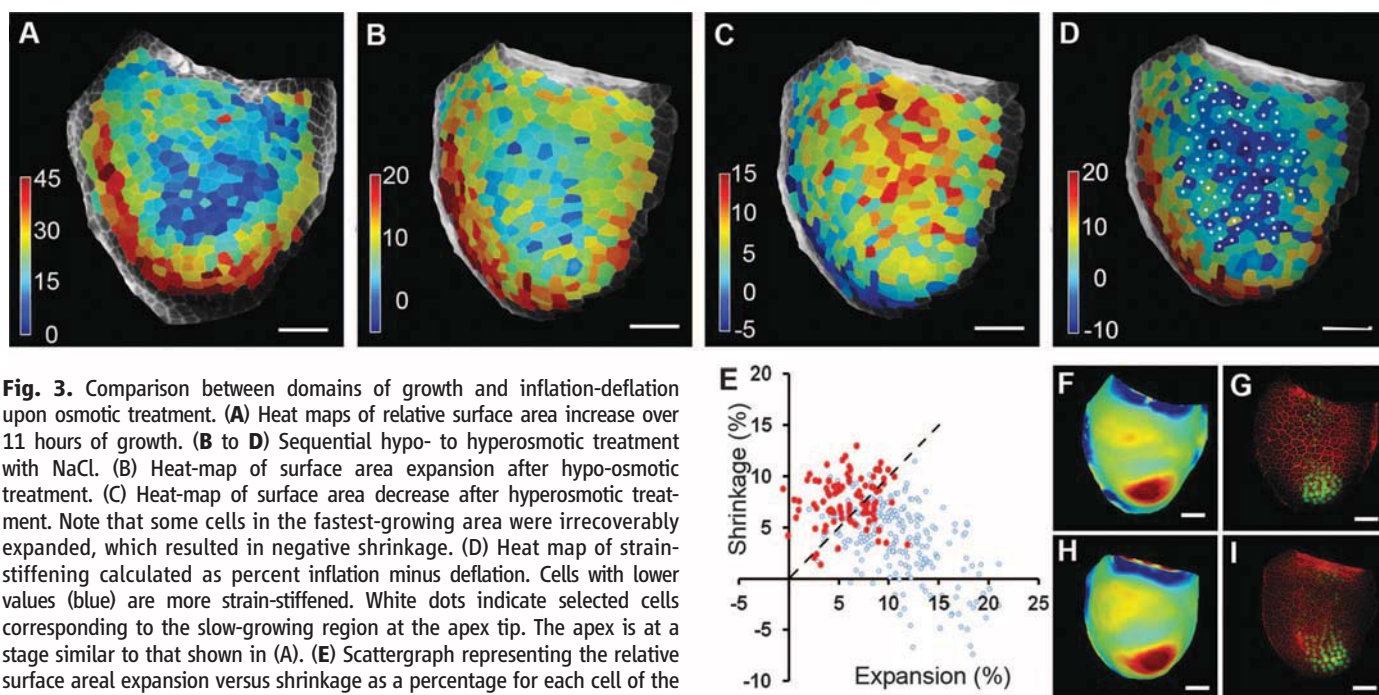 A
B
C
D
45
30
15
0
20
10
0
15
10
5
0
-5
20
10
0
-10
Fig. 3. Comparison between domains of growth and inflation-deflation
upon osmotic treatment. (A) Heat maps of relative surface area increase over
11 hours of growth. (B to D) Sequential hypo- to hyperosmotic treatment
with NaCl. (B) Heat-map of surface area expansion after hypo-osmotic
treatment. (C) Heat-map of surface area decrease after hyperosmotic treat-
ment. Note that some cells in the fastest-growing area were irrecoverably
expanded, which resulted in negative shrinkage. (D) Heat map of strain-
stiffening calculated as percent inflation minus deflation. Cells with lower
values (blue) are more strain-stiffened. White dots indicate selected cells
corresponding to the slow-growing region at the apex tip. The apex is at a
stage similar to that shown in (A). (E) Scattergraph representing the relative
surface areal expansion versus shrinkage as a percentage for each cell of the
E
20
15
10
5
-5
-10
Shrinkage (%)
-5 5 10 15 20 25
Expansion (%)
F
G
H
I